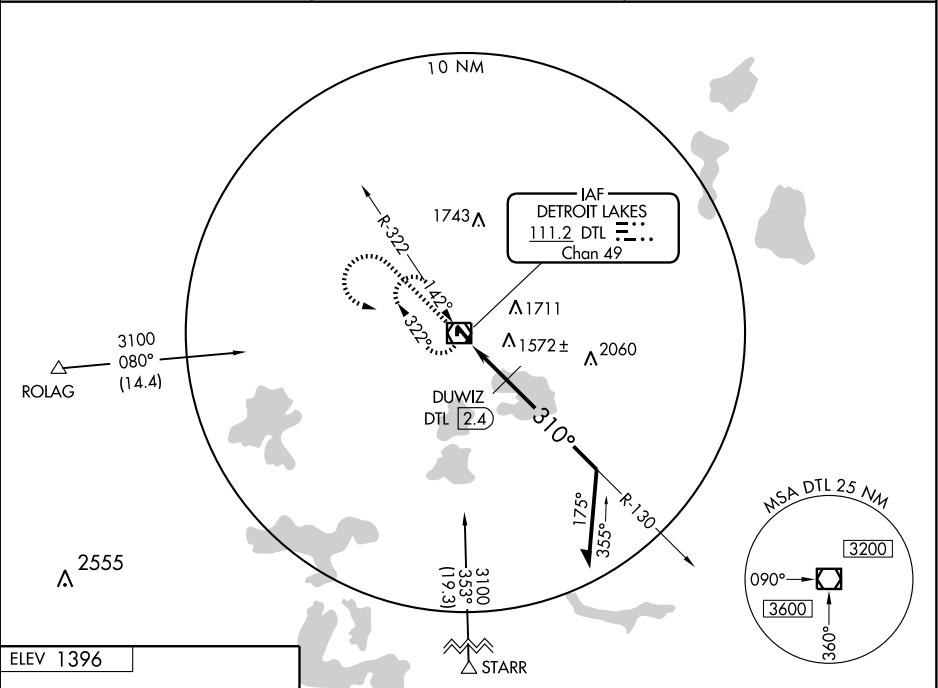 10 NM
IAF
DETROIT LAKES
111.2 DTL
Chan 49
1743
R-322
142°
322°
1711
1572 ±
2060
3100
080°
(14.4)
ROLAG
DUWIZ
DTL 2.4
310°
R-130
175°
355°
MSA DTL 25 NM
3200
090°
3600
360°
2555
3100
353°
(19.3)
STARR
ELEV 1396